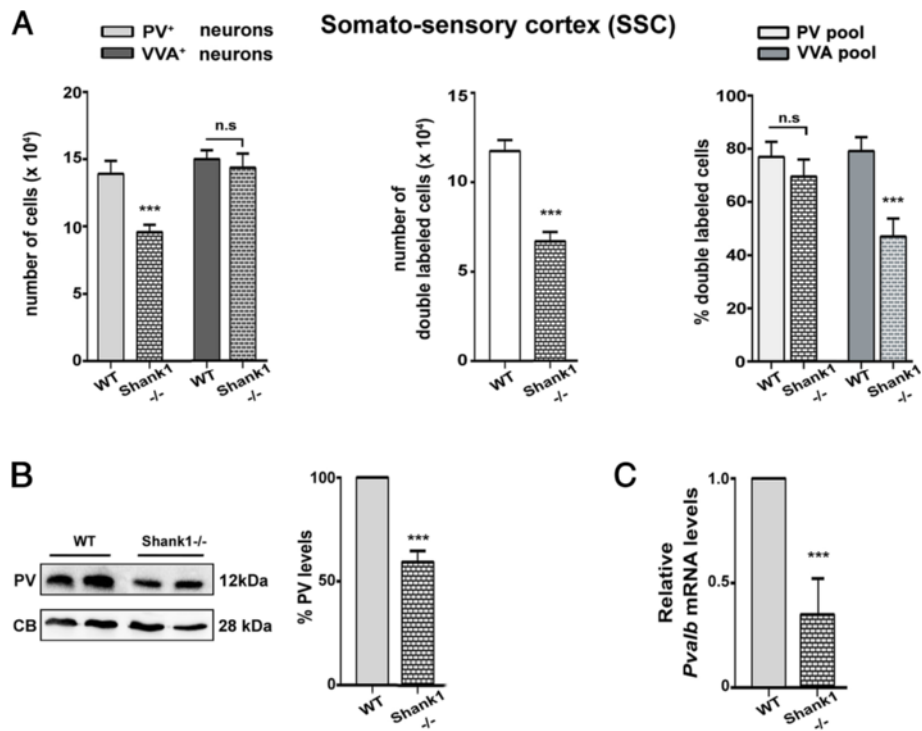 A
Somato-sensory cortex (SSC)
PV+ neurons
VVA+ neurons
number of cells (x 10⁴)
20
15
10
5
0
n.s
***
WT
Shank1
-/-
WT
Shank1
-/-
number of
double labeled cells (x 10⁴)
15
12
6
0
***
WT
Shank1
-/-
PV pool
VVA pool
% double labeled cells
100
80
60
40
20
0
n.s
***
WT
Shank1
-/-
WT
Shank1
-/-
B
WT
Shank1-/-
PV
12kDa
CB
28 kDa
% PV levels
100
50
0
***
WT
Shank1
-/-
C
Relative
Pvalb mRNA levels
1.0
0.5
0
***
WT
Shank1
-/-